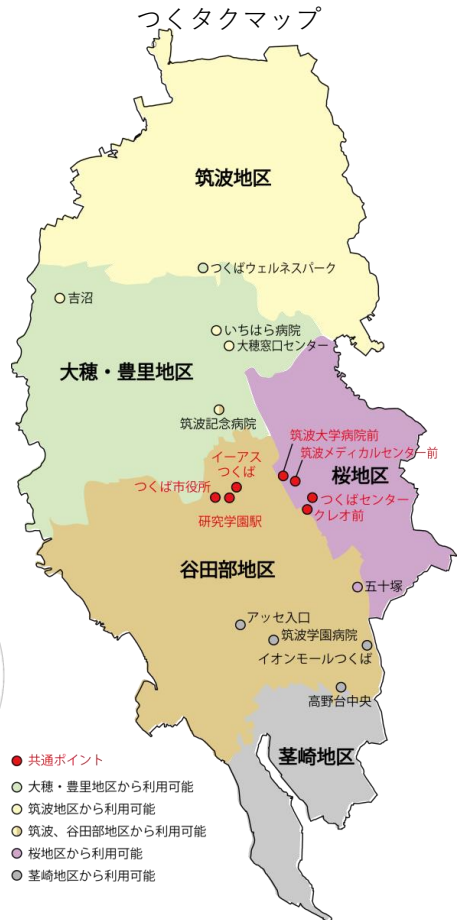 つくタクマップ
筑波地区
つくばウェルネスパーク
吉沼
いちはら病院
大穂窓口センター
大穂・豊里地区
筑波記念病院
筑波大学病院前
筑波メディカルセンター前
桜地区
イーアス
つくば
つくば市役所
つくばセンター
クレオ前
研究学園駅
谷田部地区
五十塚
アッセ入口
筑波学園病院
イオンモールつくば
高野台中央
茎崎地区
共通ポイント
大穂・豊里地区から利用可能
筑波地区から利用可能
筑波、谷田部地区から利用可能
桜地区から利用可能
茎崎地区から利用可能